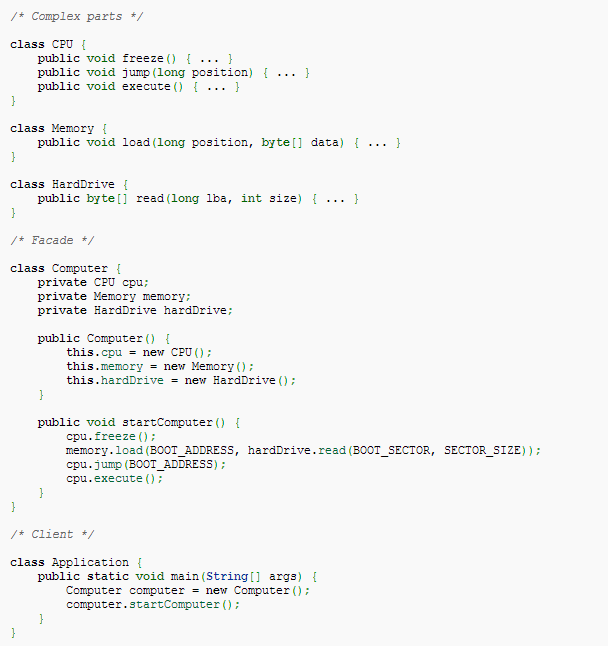 /* Complex parts */

class CPU {
    public void freeze() { ... }
    public void jump(long position) { ... }
    public void execute() { ... }
}

class Memory {
    public void load(long position, byte[] data) { ... }
}

class HardDrive {
    public byte[] read(long lba, int size) { ... }
}

/* Facade */

class Computer {
    private CPU cpu;
    private Memory memory;
    private HardDrive hardDrive;

    public Computer() {
        this.cpu = new CPU();
        this.memory = new Memory();
        this.hardDrive = new HardDrive();
    }

    public void startComputer() {
        cpu.freeze();
        memory.load(BOOT_ADDRESS, hardDrive.read(BOOT_SECTOR, SECTOR_SIZE));
        cpu.jump(BOOT_ADDRESS);
        cpu.execute();
    }
}

/* Client */

class Application {
    public static void main(String[] args) {
        Computer computer = new Computer();
        computer.startComputer();
    }
}